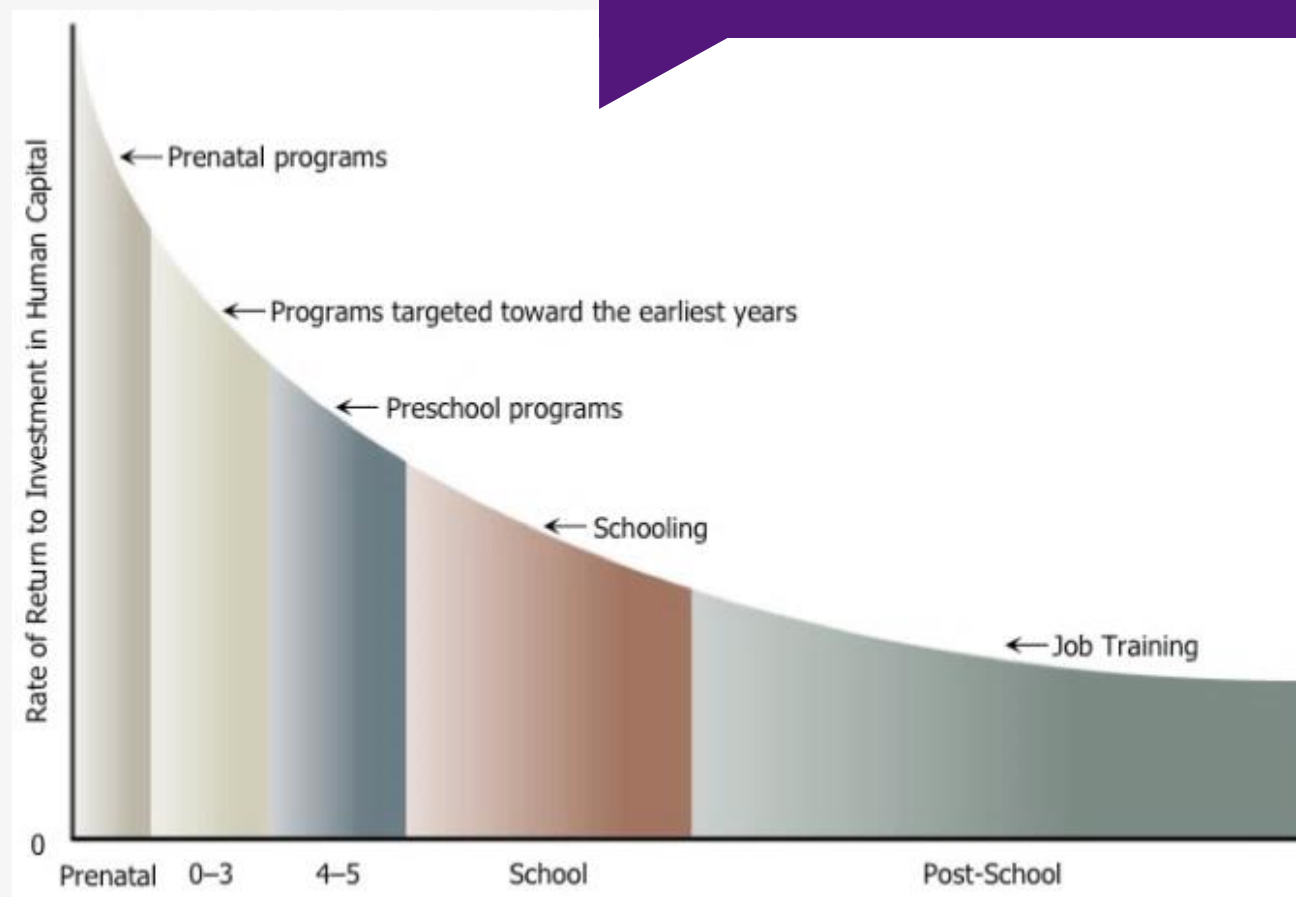 Rate of Return to Investment in Human Capital
Prenatal programs
Programs targeted toward the earliest years
Preschool programs
Schooling
Job Training
0
Prenatal 0–3 4–5 School Post-School